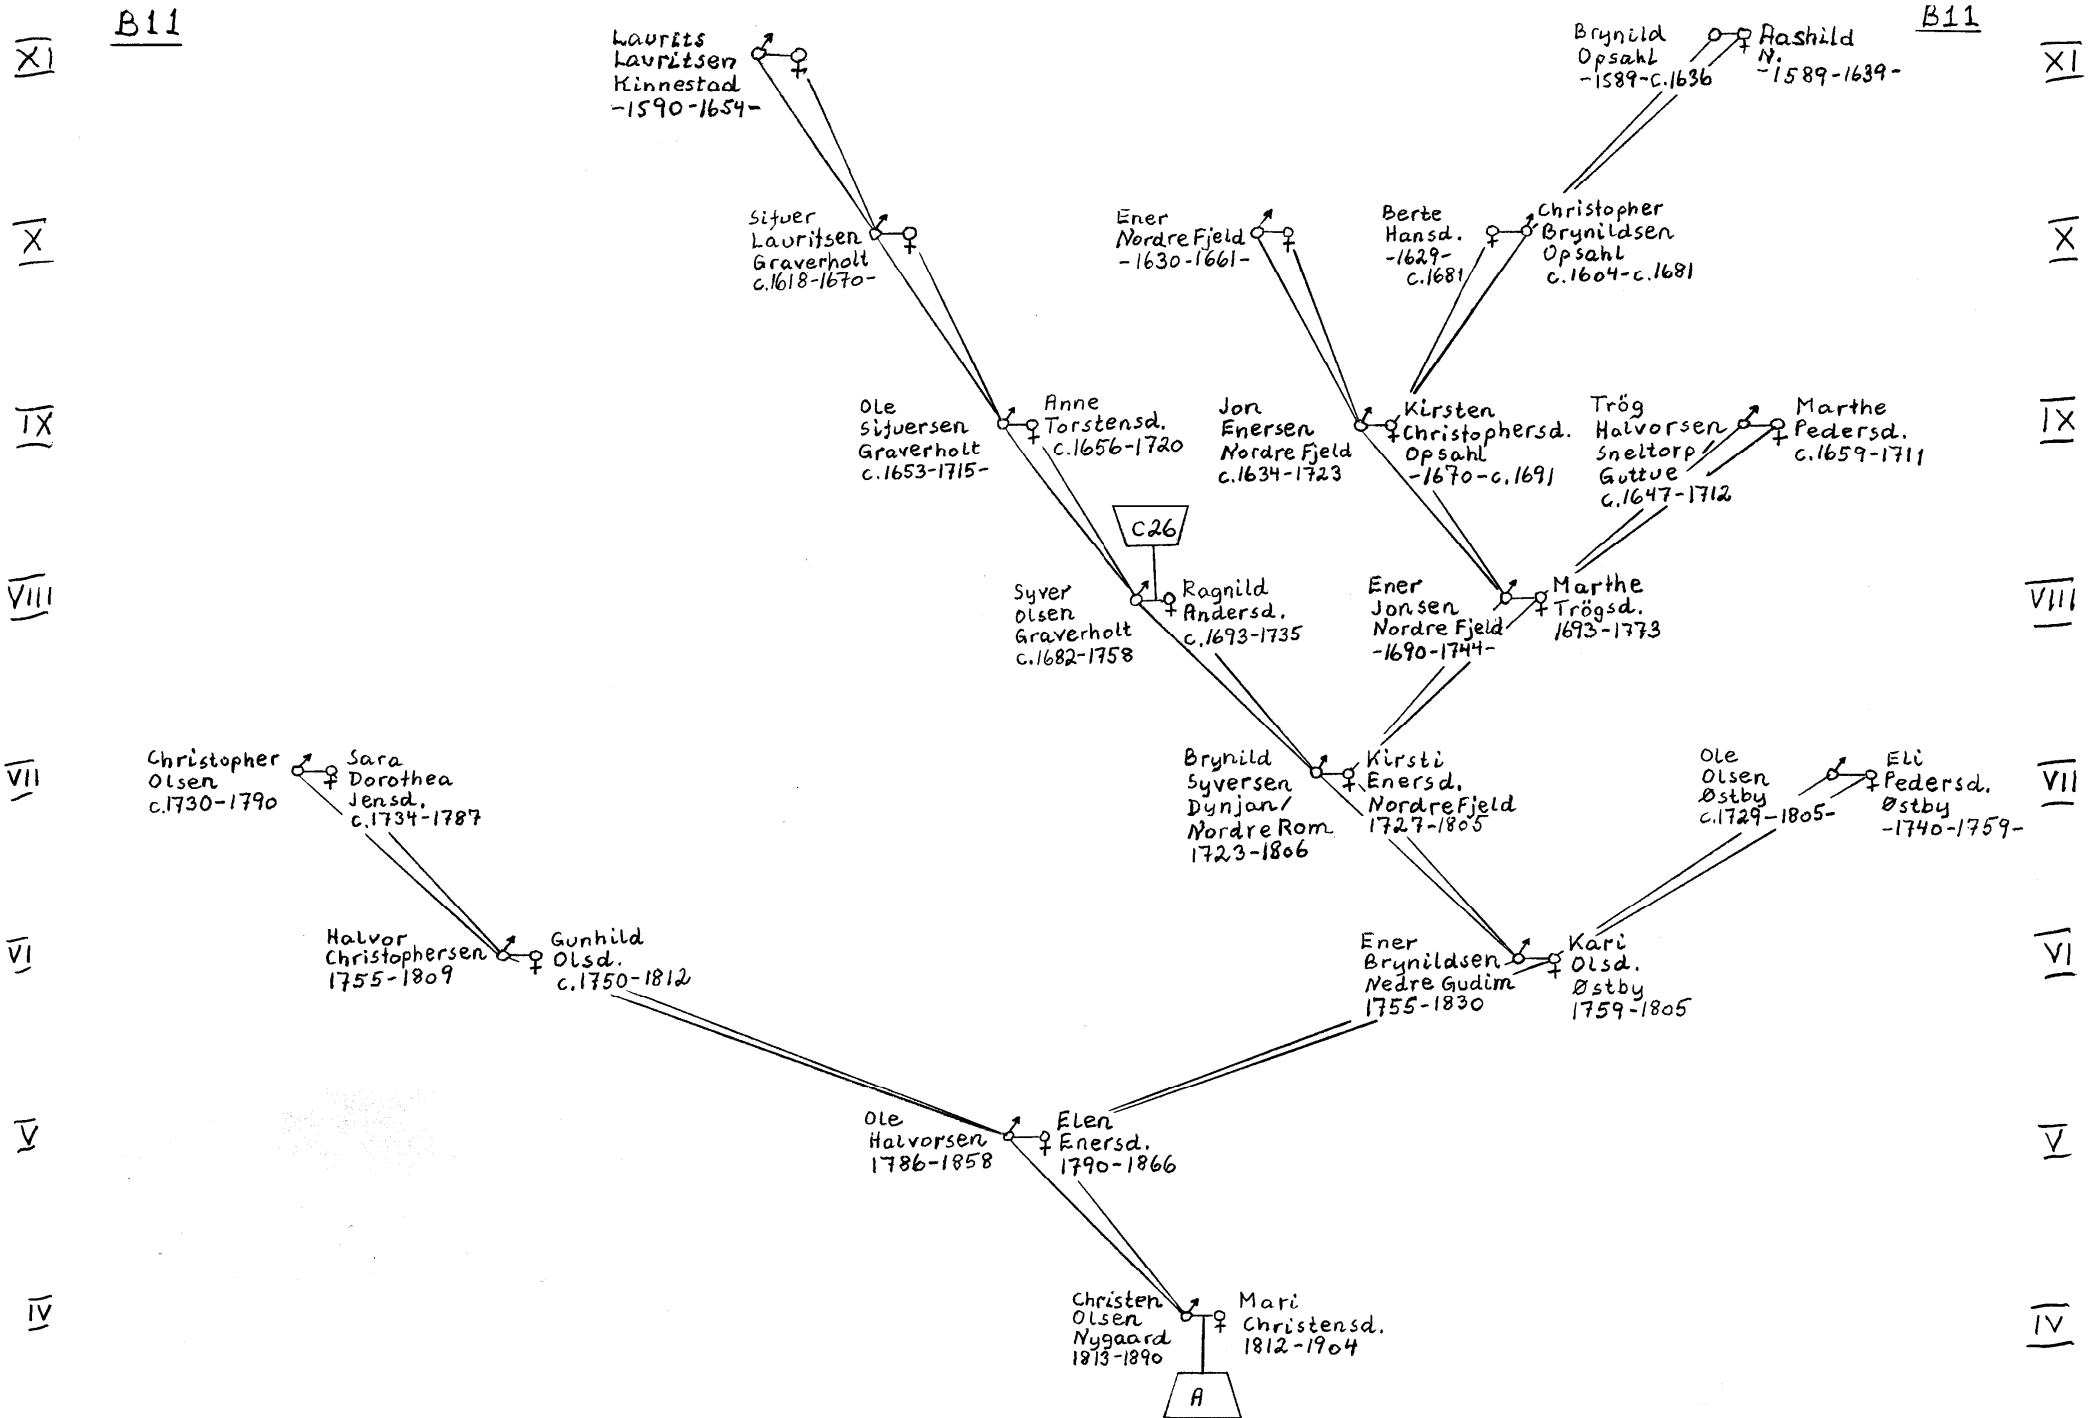 B11
B11
XI
Laurits
Lauritsen
Kinnestad
-1590-1654-
Brynild
Opsahl
-1589-c.1636
Aashild
N.
-1589-1639-
XI
X
Sifuer
Lauritsen
Graverholt
c.1618-1670-
Ener
Nordre Fjeld
-1630-1661-
Berte
Hansd.
-1629-
c.1681
Christopher
Brynildsen
Opsahl
c.1604-c.1681
X
IX
Ole
Sifuersen
Graverholt
c.1653-1715-
Anne
Torstensd.
c.1656-1720
Jon
Enersen
Nordre Fjeld
c.1634-1723
Kirsten
Christophersd.
Opsahl
-1670-c.1691
Trög
Halvorsen
Sneltorp/
Guttue
c.1647-1712
Marthe
Pedersd.
c.1659-1711
IX
C26
VIII
Syver
Olsen
Graverholt
c.1682-1758
Ragnild
Andersd.
c.1693-1735
Ener
Jonsen
Nordre Fjeld
-1690-1744-
Marthe
Trögsd.
1693-1773
VIII
VII
Christopher
Olsen
c.1730-1790
Sara
Dorothea
Jensd.
c.1734-1787
Brynild
Syversen
Dynjan/
Nordre Rom
1723-1806
Kirsti
Enersd.
Nordre Fjeld
1727-1805
Ole
Olsen
Østby
c.1729-1805-
Eli
Pedersd.
Østby
-1740-1759-
VII
VI
Halvor
Christophersen
1755-1809
Gunhild
Olsd.
c.1750-1812
Ener
Brynildsen
Nedre Gudim
1755-1830
Kari
Olsd.
Østby
1759-1805
VI
V
Ole
Halvorsen
1786-1858
Elen
Enersd.
1790-1866
V
IV
Christen
Olsen
Nygaard
1813-1890
Mari
Christensd.
1812-1904
IV
A